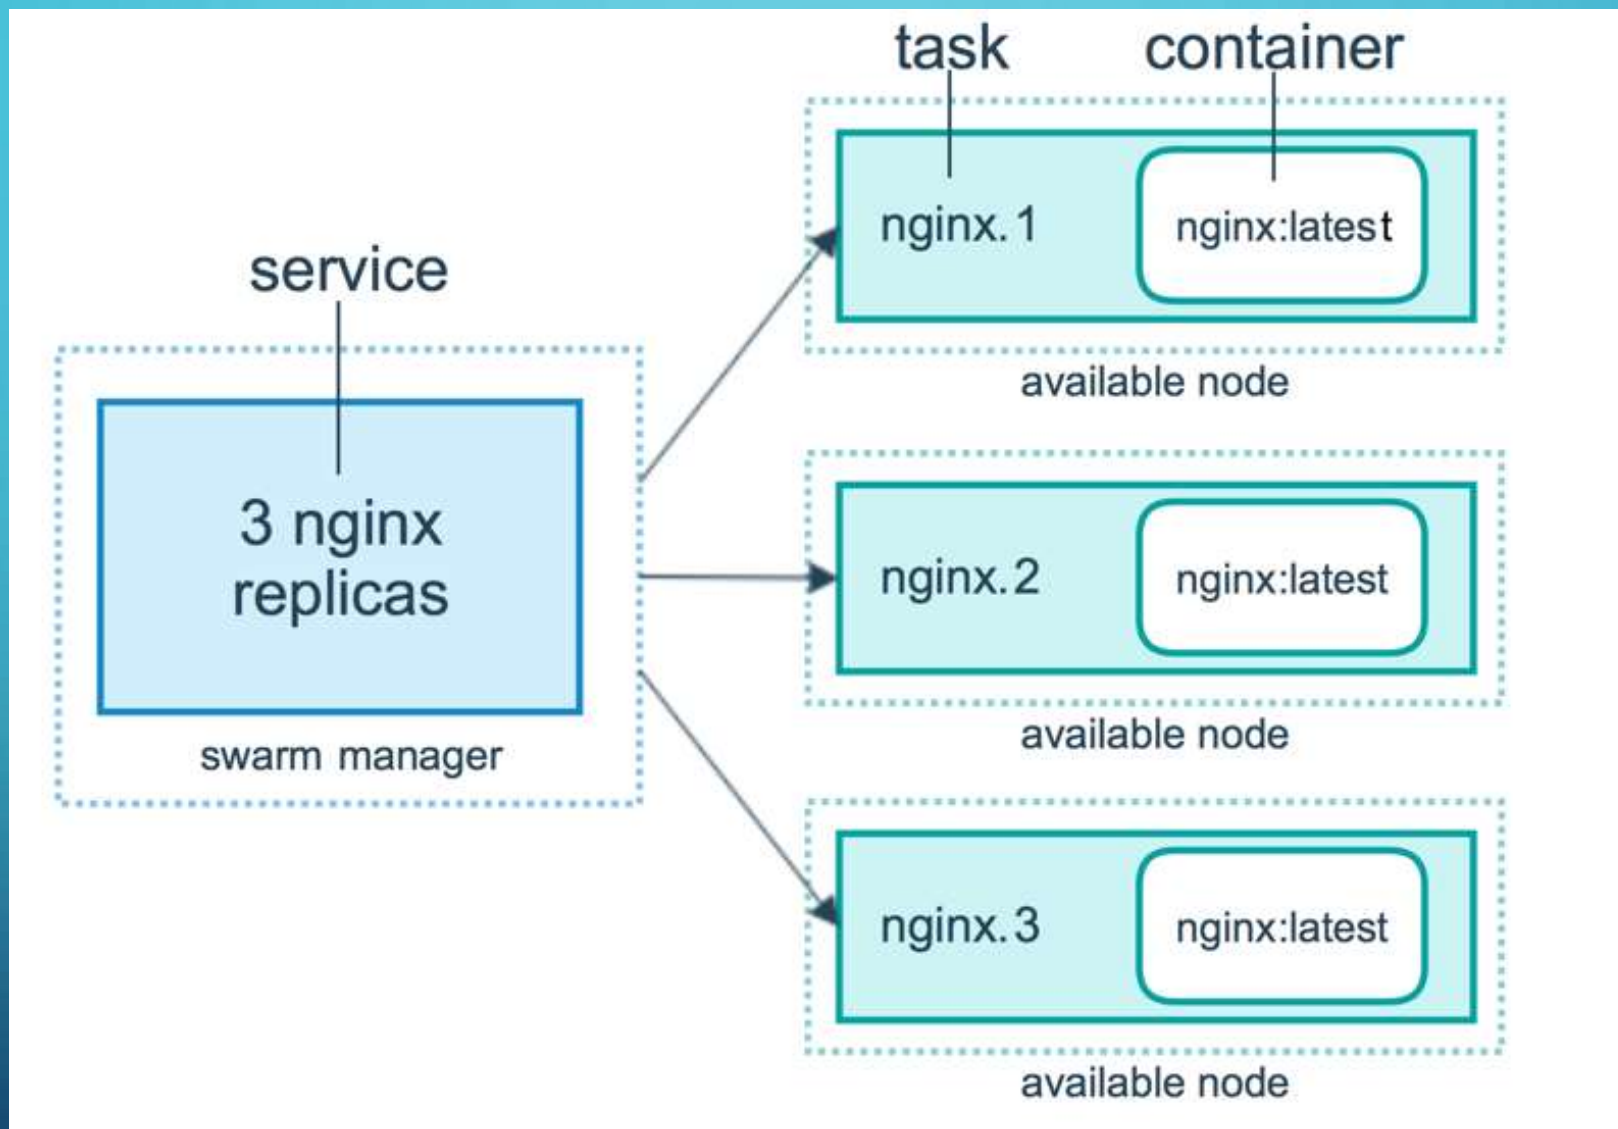 task
container
nginx.1
nginx:latest
available node
service
3 nginx
replicas
swarm manager
nginx.2
nginx:latest
available node
nginx.3
nginx:latest
available node